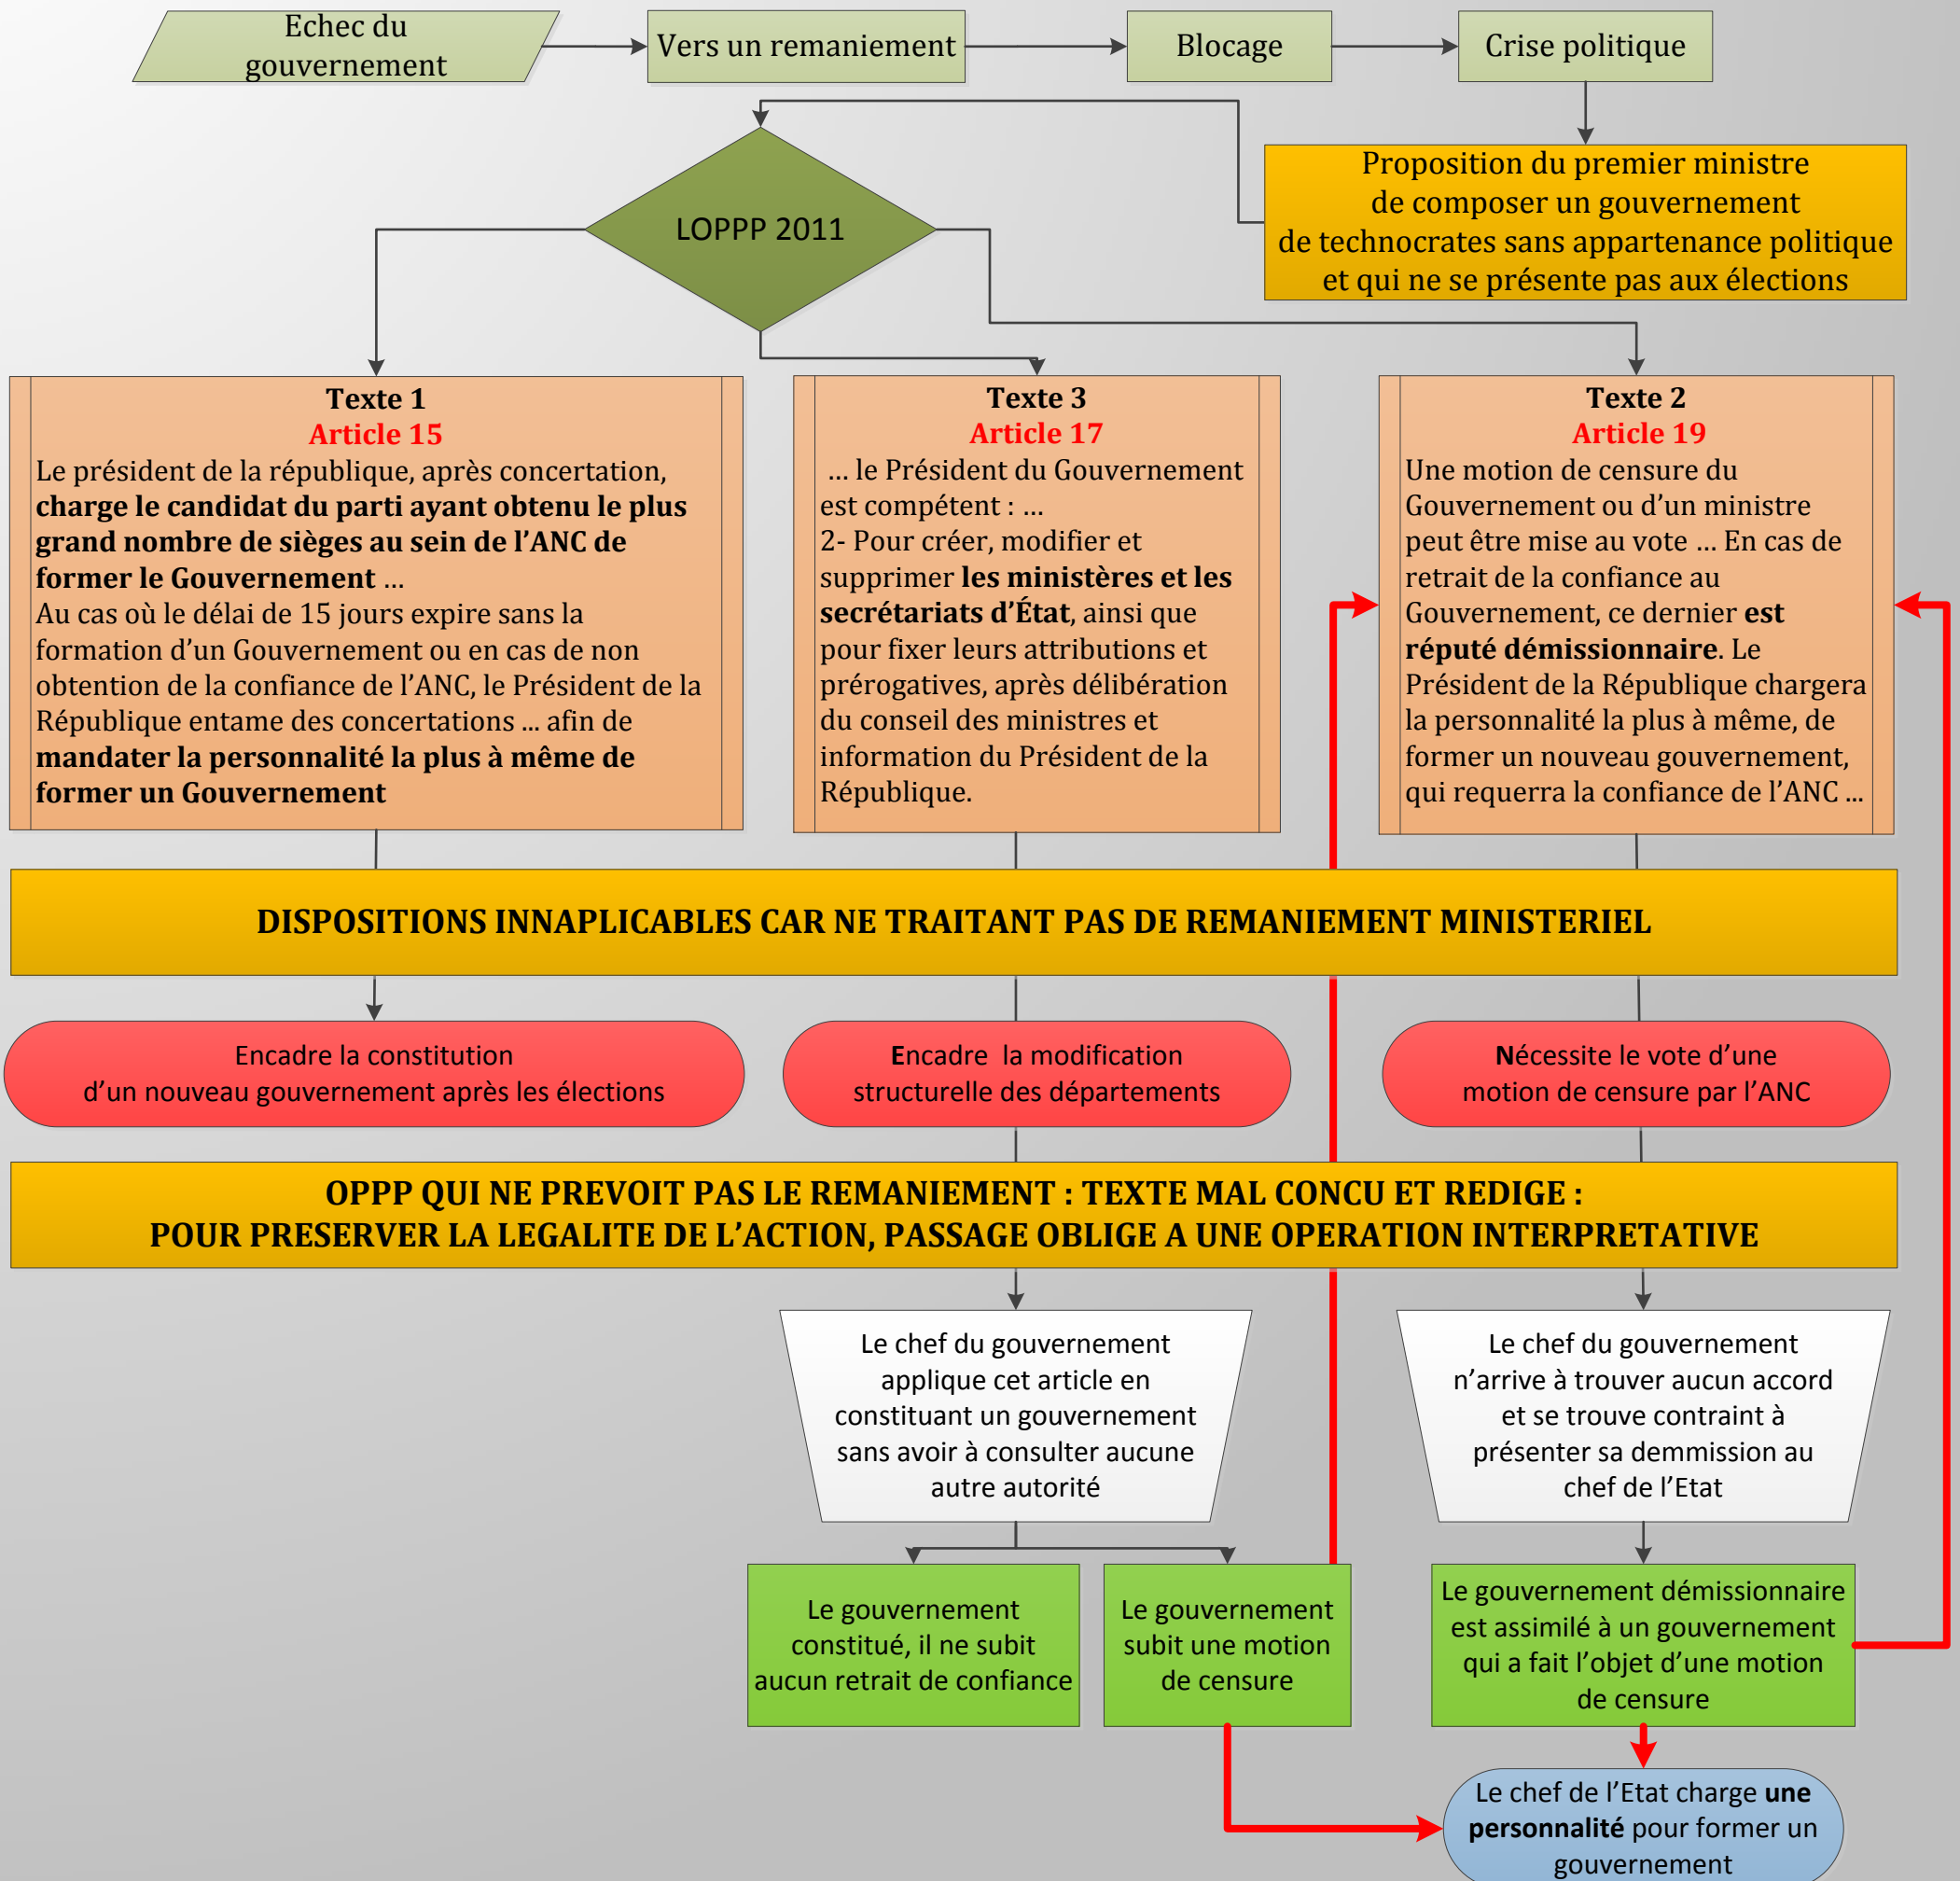 Echec du
gouvernement
Vers un remaniement
Blocage
Crise politique
Proposition du premier ministre
de composer un gouvernement
de technocrates sans appartenance politique
et qui ne se présente pas aux élections
LOPPP 2011
Texte 1
Article 15
Le président de la république, après concertation,
charge le candidat du parti ayant obtenu le plus
grand nombre de sièges au sein de l’ANC de
former le Gouvernement …
Au cas où le délai de 15 jours expire sans la
formation d’un Gouvernement ou en cas de non
obtention de la confiance de l’ANC, le Président de la
République entame des concertations … afin de
mandater la personnalité la plus à même de
former un Gouvernement
Texte 3
Article 17
… le Président du Gouvernement
est compétent : …
2- Pour créer, modifier et
supprimer les ministères et les
secrétariats d’État, ainsi que
pour fixer leurs attributions et
prérogatives, après délibération
du conseil des ministres et
information du Président de la
République.
Texte 2
Article 19
Une motion de censure du
Gouvernement ou d’un ministre
peut être mise au vote … En cas de
retrait de la confiance au
Gouvernement, ce dernier est
réputé démissionnaire. Le
Président de la République chargera
la personnalité la plus à même, de
former un nouveau gouvernement,
qui requerra la confiance de l’ANC …
DISPOSITIONS INNAPLICABLES CAR NE TRAITANT PAS DE REMANIEMENT MINISTERIEL
Encadre la constitution
d’un nouveau gouvernement après les élections
Encadre la modification
structurelle des départements
Nécessite le vote d’une
motion de censure par l’ANC
OPPP QUI NE PREVOIT PAS LE REMANIEMENT : TEXTE MAL CONCU ET REDIGE :
POUR PRESERVER LA LEGALITE DE L’ACTION, PASSAGE OBLIGE A UNE OPERATION INTERPRETATIVE
Le chef du gouvernement
applique cet article en
constituant un gouvernement
sans avoir à consulter aucune
autre autorité
Le chef du gouvernement
n’arrive à trouver aucun accord
et se trouve contraint à
présenter sa demmission au
chef de l’Etat
Le gouvernement
constitué, il ne subit
aucun retrait de confiance
Le gouvernement
subit une motion
de censure
Le gouvernement démissionnaire
est assimilé à un gouvernement
qui a fait l’objet d’une motion
de censure
Le chef de l’Etat charge une
personnalité pour former un
gouvernement